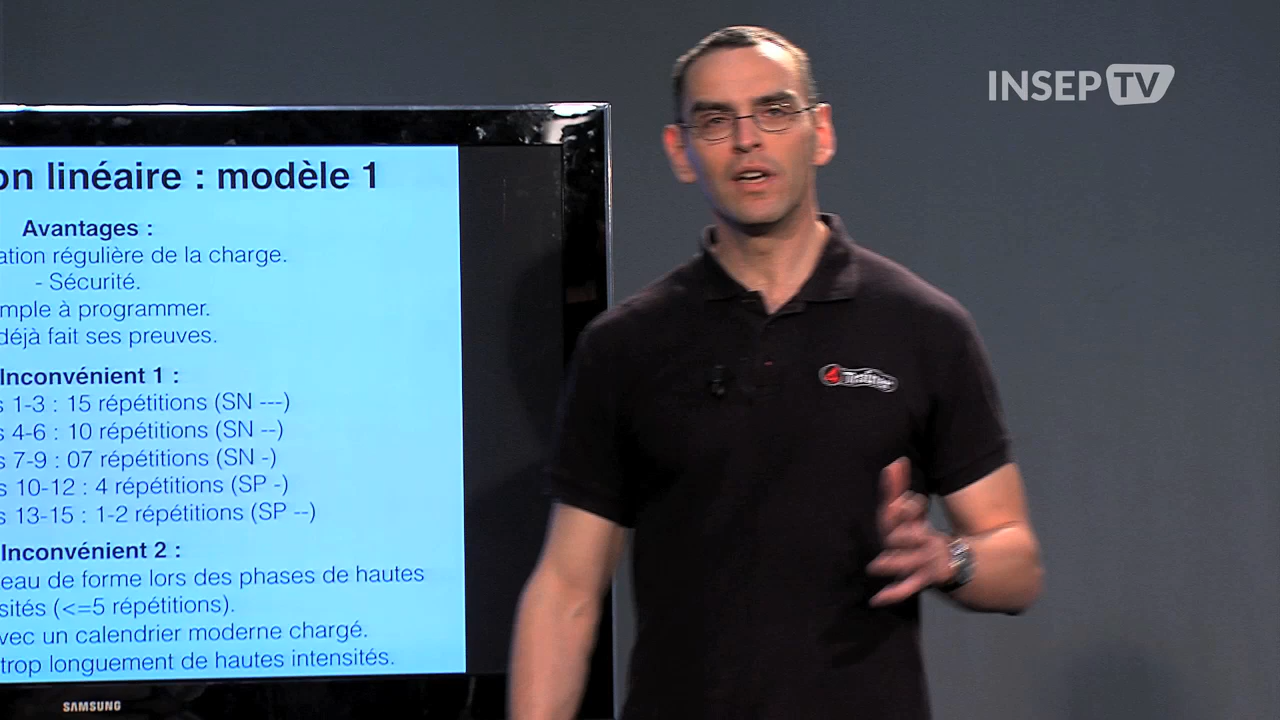 INSEP TV
on linéaire : modèle 1
Avantages :
ation régulière de la charge.
- Sécurité.
mple à programmer.
déjà fait ses preuves.
Inconvénient 1 :
s 1-3 : 15 répétitions (SN ---)
s 4-6 : 10 répétitions (SN --)
s 7-9 : 07 répétitions (SN -)
s 10-12 : 4 répétitions (SP -)
s 13-15 : 1-2 répétitions (SP --)
Inconvénient 2 :
eau de forme lors des phases de hautes
sités (<=5 répétitions).
vec un calendrier moderne chargé.
trop longuement de hautes intensités.
SAMSUNG